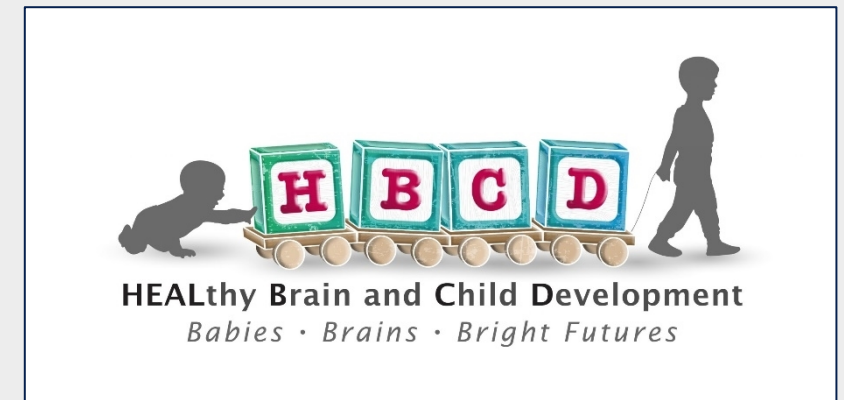 H B C D
HEALthy Brain and Child Development
Babies · Brains · Bright Futures